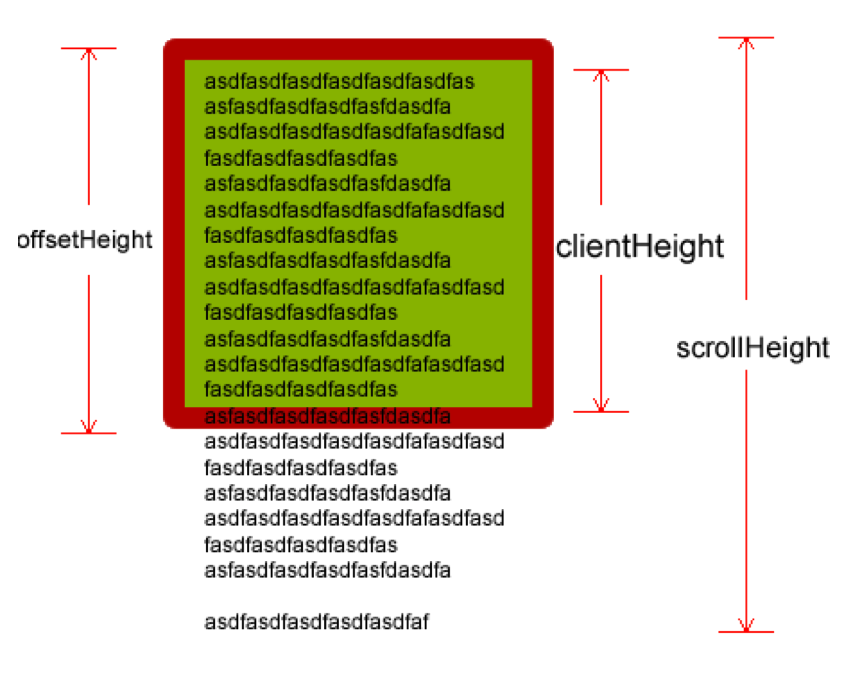 asdfasdfasdfasdfasdfasdfas
asfasdfasdfasdfasfdasdfa
asdfasdfasdfasdfasdfafasdfasd
fasdfasdfasdfasdfas
asfasdfasdfasdfasfdasdfa
asdfasdfasdfasdfasdfafasdfasd
offsetHeight
fasdfasdfasdfasdfas
clientHeight
asfasdfasdfasdfasfdasdfa
asdfasdfasdfasdfasdfafasdfasd
fasdfasdfasdfasdfas
asfasdfasdfasdfasfdasdfa
scrollHeight
asdfasdfasdfasdfasdfafasdfasd
fasdfasdfasdfasdfas
asfasdfasdfasdfasfdasdfa
asdfasdfasdfasdfasdfafasdfasd
fasdfasdfasdfasdfas
asfasdfasdfasdfasfdasdfa
asdfasdfasdfasdfasdfafasdfasd
fasdfasdfasdfasdfas
asfasdfasdfasdfasfdasdfa
asdfasdfasdfasdfasdfaf